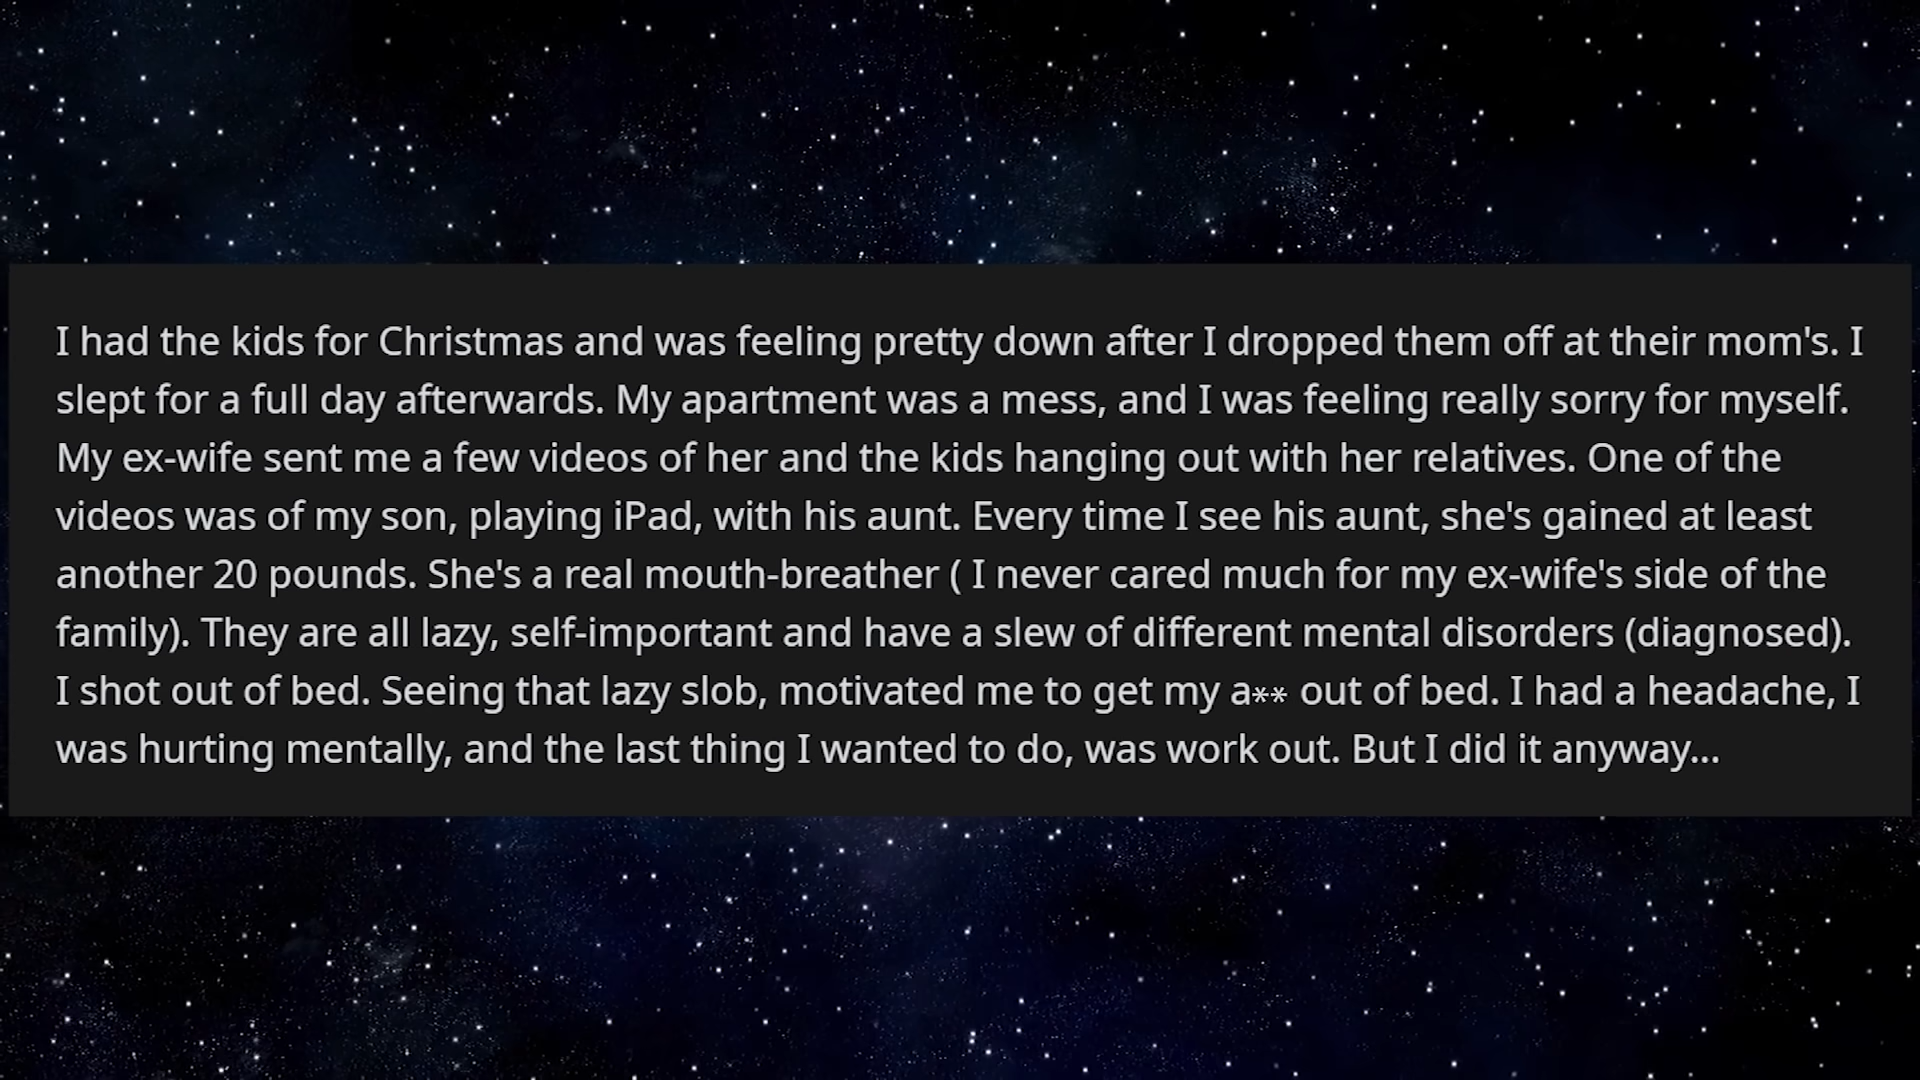 I had the kids for Christmas and was feeling pretty down after I dropped them off at their mom's. I
slept for a full day afterwards. My apartment was a mess, and I was feeling really sorry for myself.
My ex-wife sent me a few videos of her and the kids hanging out with her relatives. One of the
videos was of my son, playing iPad, with his aunt. Every time I see his aunt, she's gained at least
another 20 pounds. She's a real mouth-breather ( I never cared much for my ex-wife's side of the
family). They are all lazy, self-important and have a slew of different mental disorders (diagnosed).
I shot out of bed. Seeing that lazy slob, motivated me to get my a** out of bed. I had a headache, I
was hurting mentally, and the last thing I wanted to do, was work out. But I did it anyway...